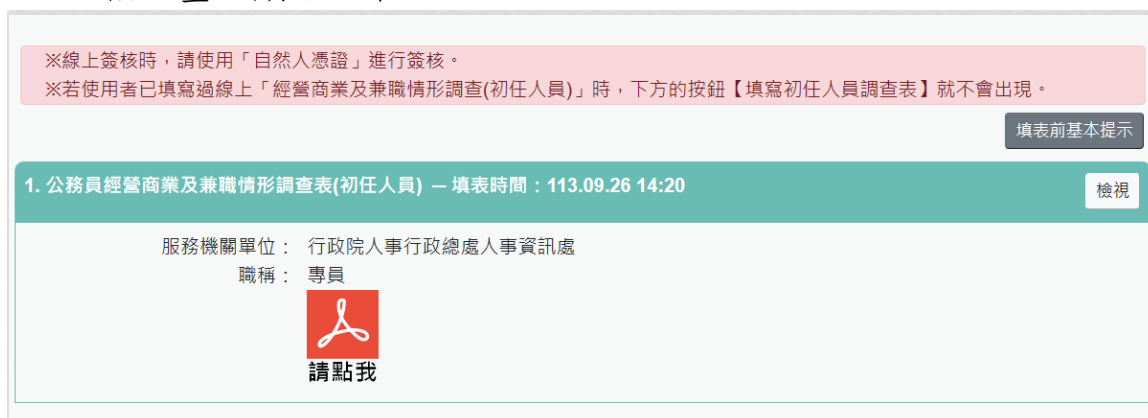 ※線上簽核時，請使用「自然人憑證」進行簽核。
※若使用者已填寫過線上「經營商業及兼職情形調查(初任人員)」時，下方的按鈕【填寫初任人員調查表】就不會出現。
填表前基本提示
1. 公務員經營商業及兼職情形調查表(初任人員) ─ 填表時間：113.09.26 14:20
檢視
服務機關單位： 行政院人事行政總處人事資訊處
職稱： 專員
請點我